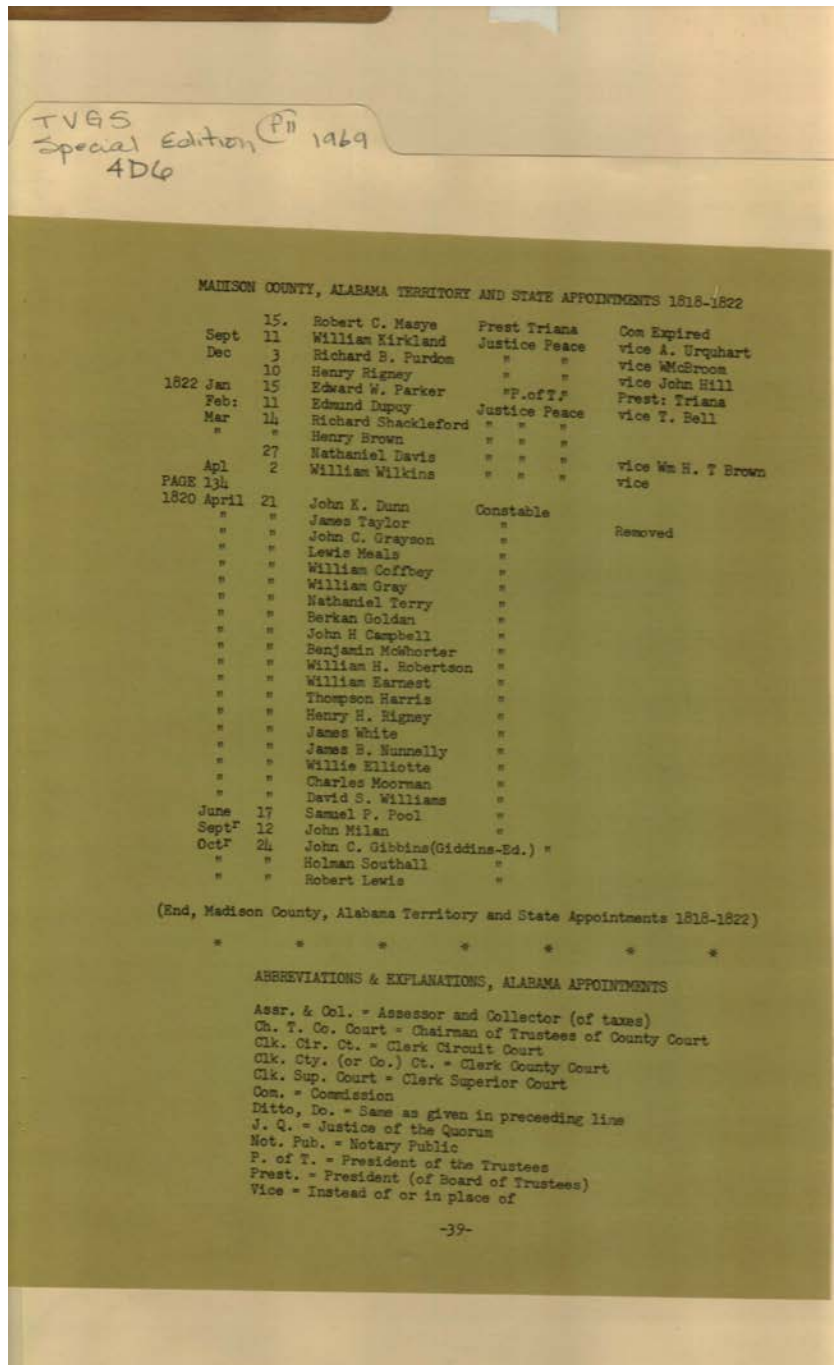 TVGS
Special Edition P11 1969
4D6
MADISON COUNTY, ALABAMA TERRITORY AND STATE APPOINTMENTS 1818-1822
15. Robert C. Masye Prest Triana Com Expired
Sept 11 William Kirkland Justice Peace vice A. Urquhart
Dec 3 Richard B. Purdom " " vice WMcBroom
10 Henry Rigney " " vice John Hill
1822 Jan 15 Edward W. Parker "P.of T." Prest: Triana
Feb: 11 Edmund Dupuy Justice Peace vice T. Bell
Mar 14 Richard Shackleford " " "
" " Henry Brown " " "
27 Nathaniel Davis " " " vice Wm H. T Brown
Apl 2 William Wilkins " " " vice
PAGE 134
1820 April 21 John K. Dunn Constable
" " James Taylor " Removed
" " John C. Grayson "
" " Lewis Meals "
" " William Coffbey "
" " William Gray "
" " Nathaniel Terry "
" " Berkan Goldan "
" " John H Campbell "
" " Benjamin McWhorter "
" " William H. Robertson "
" " William Earnest "
" " Thompson Harris "
" " Henry H. Rigney "
" " James White "
" " James B. Nunnelly "
" " Willie Elliotte "
" " Charles Moorman "
" " David S. Williams "
June 17 Samuel P. Pool "
Septr 12 John Milan "
Octr 24 John C. Gibbins(Giddins-Ed.) "
" " Holman Southall "
" " Robert Lewis "
(End, Madison County, Alabama Territory and State Appointments 1818-1822)
* * * * * * *
ABBREVIATIONS & EXPLANATIONS, ALABAMA APPOINTMENTS
Assr. & Col. = Assessor and Collector (of taxes)
Ch. T. Co. Court = Chairman of Trustees of County Court
Clk. Cir. Ct. = Clerk Circuit Court
Clk. Cty. (or Co.) Ct. = Clerk County Court
Clk. Sup. Court = Clerk Superior Court
Com. = Commission
Ditto, Do. = Same as given in preceeding line
J. Q. = Justice of the Quorum
Not. Pub. = Notary Public
P. of T. = President of the Trustees
Prest. = President (of Board of Trustees)
Vice = Instead of or in place of
-39-